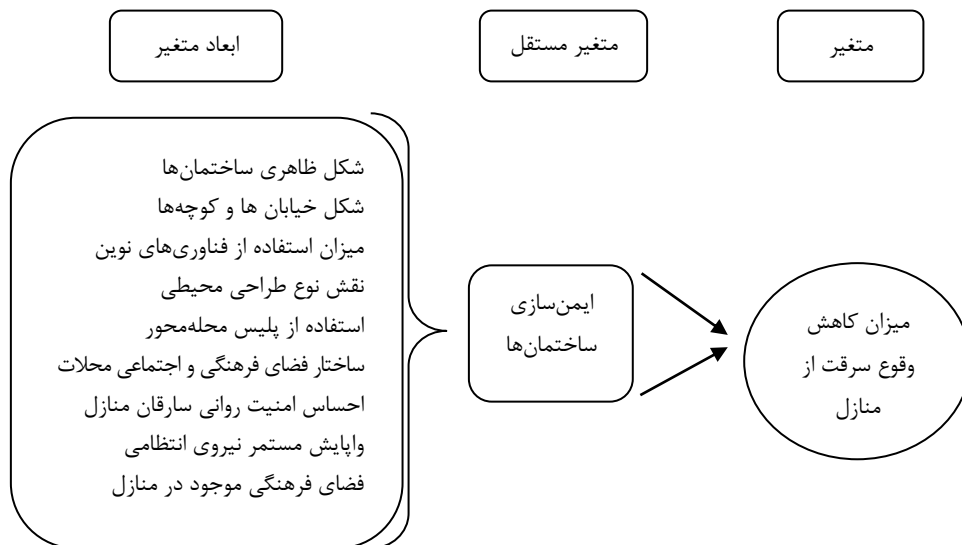 متغیر
متغیر مستقل
ابعاد متغیر
میزان کاهش
وقوع سرقت از
منازل
ایمن‌سازی
ساختمان‌ها
شکل ظاهری ساختمان‌ها
شکل خیابان ها و کوچه‌ها
میزان استفاده از فناوری‌های نوین
نقش نوع طراحی محیطی
استفاده از پلیس محله‌محور
ساختار فضای فرهنگی و اجتماعی محلات
احساس امنیت روانی سارقان منازل
واپایش مستمر نیروی انتظامی
فضای فرهنگی موجود در منازل